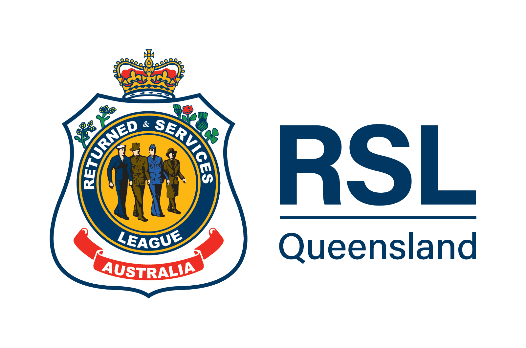 RETURNED & SERVICES
LEAGUE
AUSTRALIA
RSL
Queensland